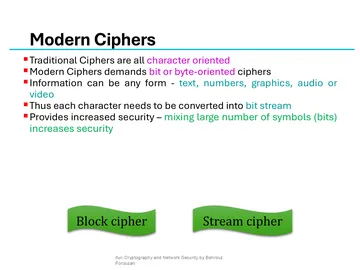 Modern Ciphers
Traditional Ciphers are all character oriented
Modern Ciphers demands bit or byte-oriented ciphers
Information can be any form - text, numbers, graphics, audio or
video
Thus each character needs to be converted into bit stream
Provides increased security – mixing large number of symbols (bits)
increases security
Block cipher
Stream cipher
Aun: Cryptography and Network Security by Behrouz
Forouzan